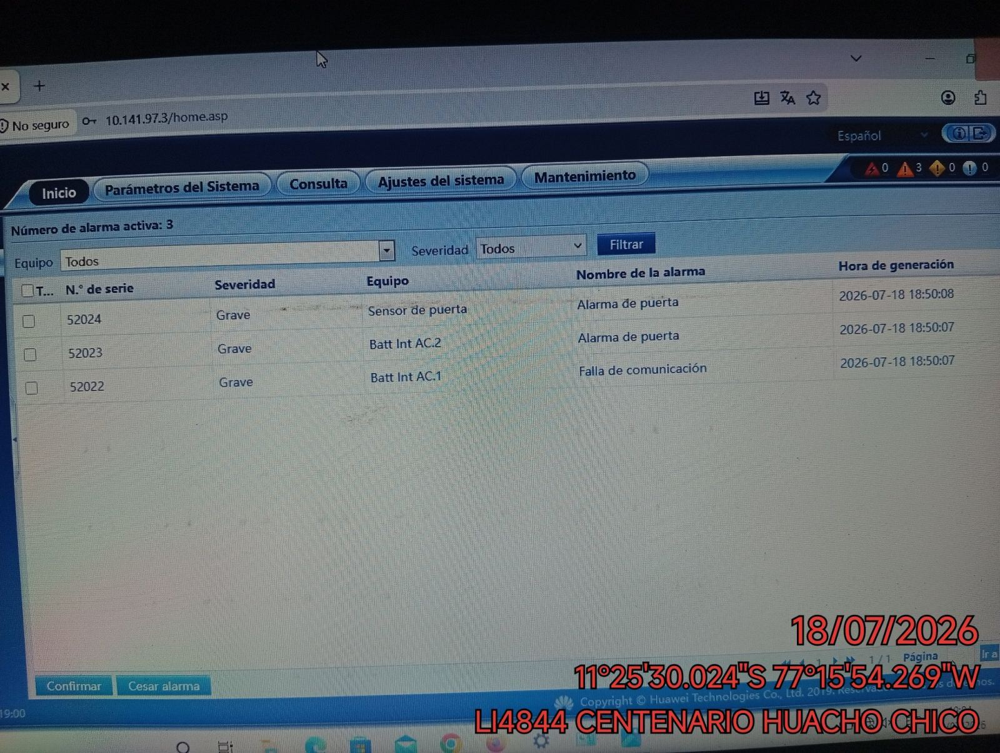 No seguro 10.141.97.3/home.asp
Español
0 3 0 0
Inicio Parámetros del Sistema Consulta Ajustes del sistema Mantenimiento
Número de alarma activa: 3
Equipo Todos Severidad Todos Filtrar
T... N.° de serie Severidad Equipo Nombre de la alarma Hora de generación
52024 Grave Sensor de puerta Alarma de puerta 2026-07-18 18:50:08
52023 Grave Batt Int AC.2 Alarma de puerta 2026-07-18 18:50:07
52022 Grave Batt Int AC.1 Falla de comunicación 2026-07-18 18:50:07
18/07/2026
1 / 1 Página Ir a
11°25'30.024"S 77°15'54.269"W
Confirmar Cesar alarma
Copyright © Huawei Technologies Co., Ltd. 2019.
19:00
LI4844 CENTENARIO HUACHO CHICO